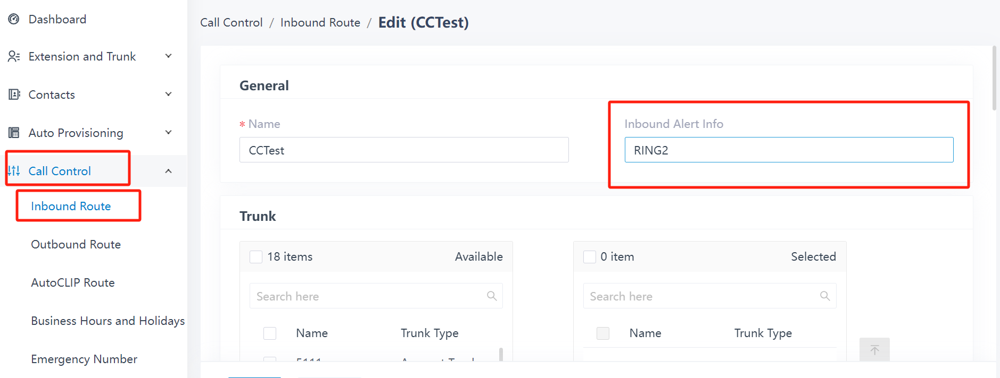 Dashboard
Extension and Trunk
Contacts
Auto Provisioning
Call Control
Inbound Route
Outbound Route
AutoCLIP Route
Business Hours and Holidays
Emergency Number
Call Control / Inbound Route / Edit (CCTest)
General
* Name
CCTest
Inbound Alert Info
RING2
Trunk
18 items Available
Search here
Name Trunk Type
0 item Selected
Search here
Name Trunk Type